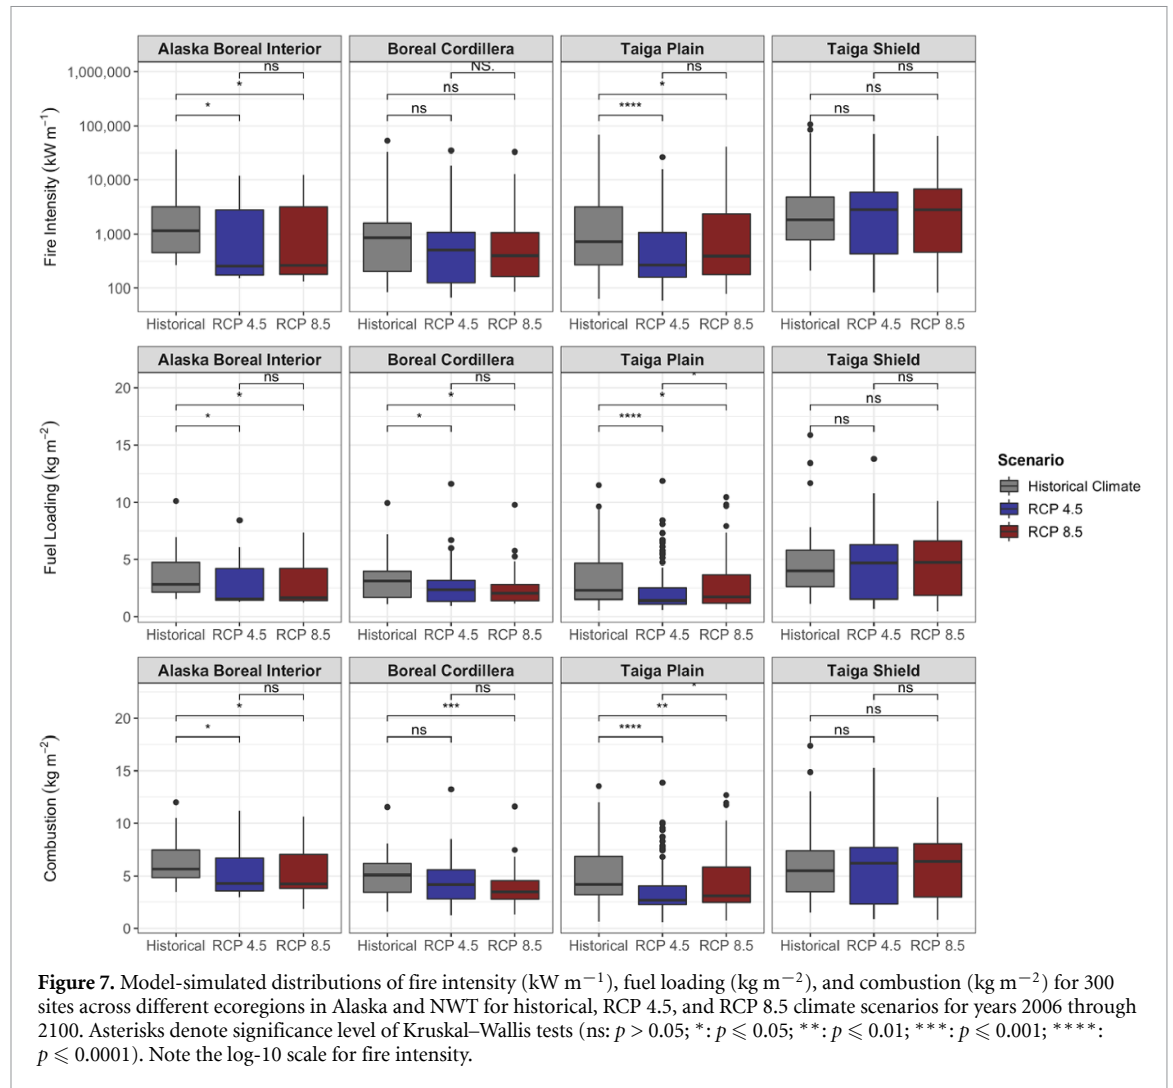 Alaska Boreal Interior Boreal Cordillera Taiga Plain Taiga Shield
Fire Intensity (kW m−1)
1,000,000
100,000
10,000
1,000
100
ns
*
*
NS.
ns
ns
ns
*
****
ns
ns
ns
Historical RCP 4.5 RCP 8.5 Historical RCP 4.5 RCP 8.5 Historical RCP 4.5 RCP 8.5 Historical RCP 4.5 RCP 8.5
Alaska Boreal Interior Boreal Cordillera Taiga Plain Taiga Shield
Fuel Loading (kg m−2)
20
15
10
5
0
ns
*
*
ns
*
*
*
*
****
ns
ns
ns
Historical RCP 4.5 RCP 8.5 Historical RCP 4.5 RCP 8.5 Historical RCP 4.5 RCP 8.5 Historical RCP 4.5 RCP 8.5
Scenario
Historical Climate
RCP 4.5
RCP 8.5
Alaska Boreal Interior Boreal Cordillera Taiga Plain Taiga Shield
Combustion (kg m−2)
20
15
10
5
0
ns
*
*
ns
***
ns
*
**
****
ns
ns
ns
Historical RCP 4.5 RCP 8.5 Historical RCP 4.5 RCP 8.5 Historical RCP 4.5 RCP 8.5 Historical RCP 4.5 RCP 8.5
Figure 7. Model-simulated distributions of fire intensity (kW m−1), fuel loading (kg m−2), and combustion (kg m−2) for 300
sites across different ecoregions in Alaska and NWT for historical, RCP 4.5, and RCP 8.5 climate scenarios for years 2006 through
2100. Asterisks denote significance level of Kruskal–Wallis tests (ns: p > 0.05; *: p ⩽ 0.05; **: p ⩽ 0.01; ***: p ⩽ 0.001; ****:
p ⩽ 0.0001). Note the log-10 scale for fire intensity.